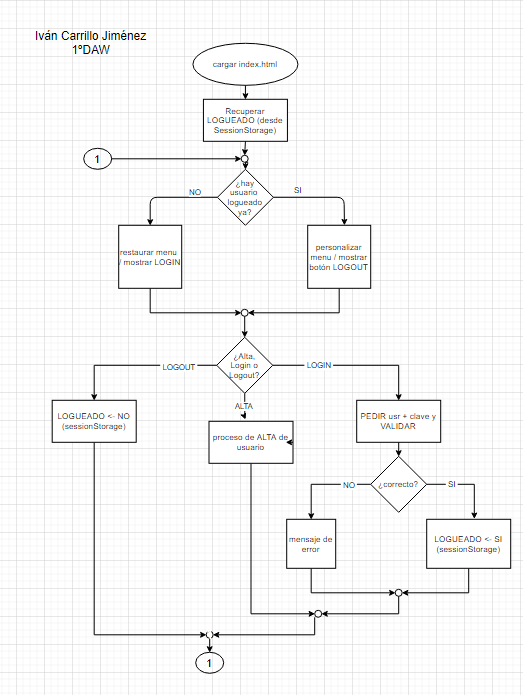 Iván Carrillo Jiménez
1ºDAW
cargar index.html
Recuperar
LOGUEADO (desde
SessionStorage)
1
¿hay
usuario
logueado
ya?
NO
SI
restaurar menu
/ mostrar LOGIN
personalizar
menu / mostrar
botón LOGOUT
¿Alta,
Login o
Logout?
LOGOUT
LOGIN
ALTA
LOGUEADO <- NO
(sessionStorage)
proceso de ALTA de
usuario
PEDIR usr + clave y
VALIDAR
¿correcto?
NO
SI
mensaje de
error
LOGUEADO <- SI
(sessionStorage)
1